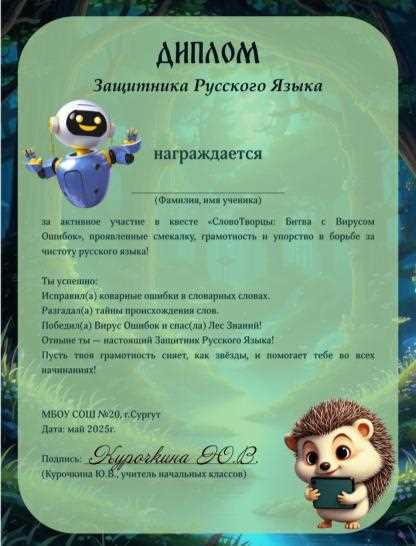 ДИПЛОМ
Защитника Русского Языка
награждается
(Фамилия, имя ученика)
за активное участие в квесте «СловоТворцы: Битва с Вирусом
Ошибок», проявленные смекалку, грамотность и упорство в борьбе за
чистоту русского языка!
Ты успешно:
Исправил(а) коварные ошибки в словарных словах.
Разгадал(а) тайны происхождения слов.
Победил(а) Вирус Ошибок и спас(ла) Лес Знаний!
Отныне ты — настоящий Защитник Русского Языка!
Пусть твоя грамотность сияет, как звёзды, и помогает тебе во всех
начинаниях!
МБОУ СОШ №20, г.Сургут
Дата: май 2025г.
Подпись: Курочкина Ю.В.
(Курочкина Ю.В., учитель начальных классов)